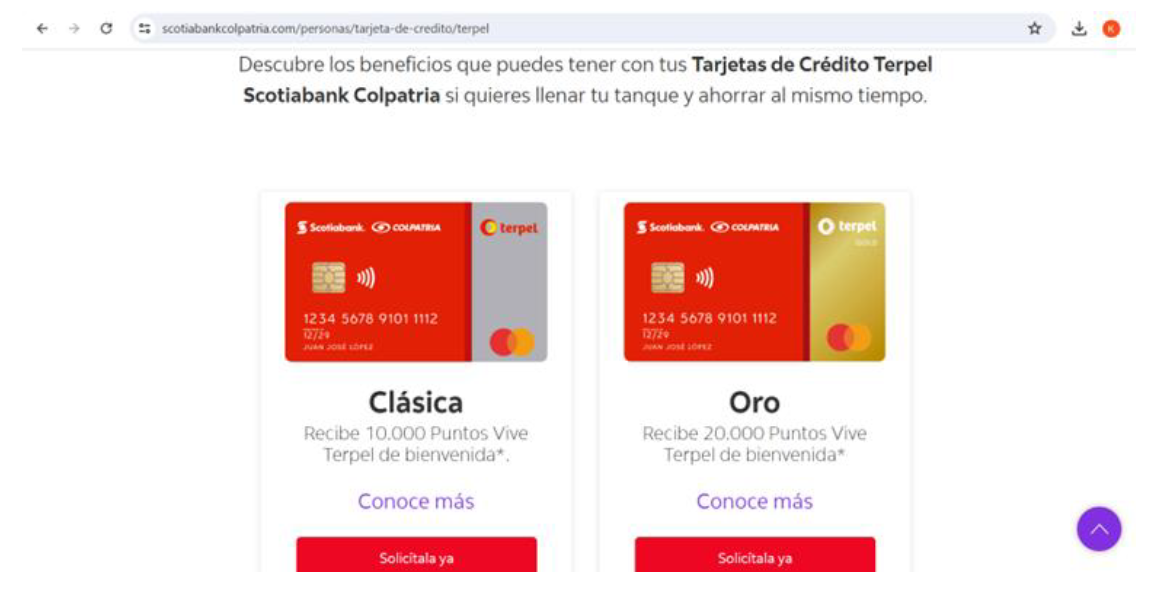 scotiabankcolpatria.com/personas/tarjeta-de-credito/terpel
K
Descubre los beneficios que puedes tener con tus Tarjetas de Crédito Terpel
Scotiabank Colpatria si quieres llenar tu tanque y ahorrar al mismo tiempo.
Scotiabank. COLPATRIA
terpel
1234 5678 9101 1112
12/29
JUAN JOSÉ LÓPEZ
Clásica
Recibe 10.000 Puntos Vive
Terpel de bienvenida*.
Conoce más
Solicítala ya
Scotiabank. COLPATRIA
terpel
GOLD
1234 5678 9101 1112
12/29
JUAN JOSÉ LÓPEZ
Oro
Recibe 20.000 Puntos Vive
Terpel de bienvenida*
Conoce más
Solicítala ya